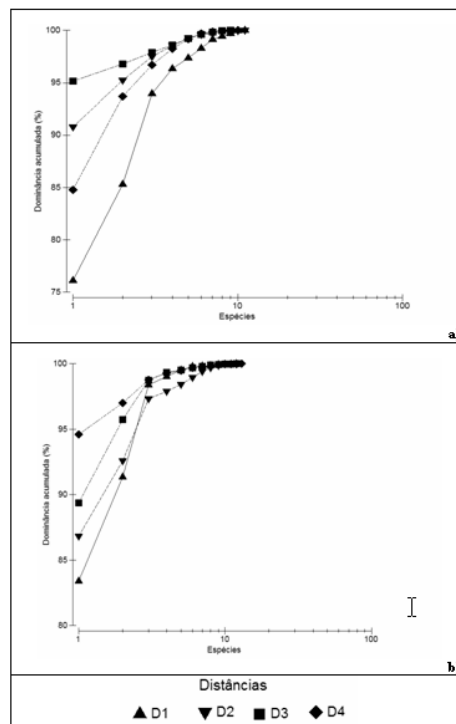 Dominância acumulada (%)
100
95
90
85
80
75
1
10
100
Espécies
a
Dominância acumulada (%)
100
95
90
85
80
1
10
100
Espécies
b
Distâncias
D1 D2 D3 D4